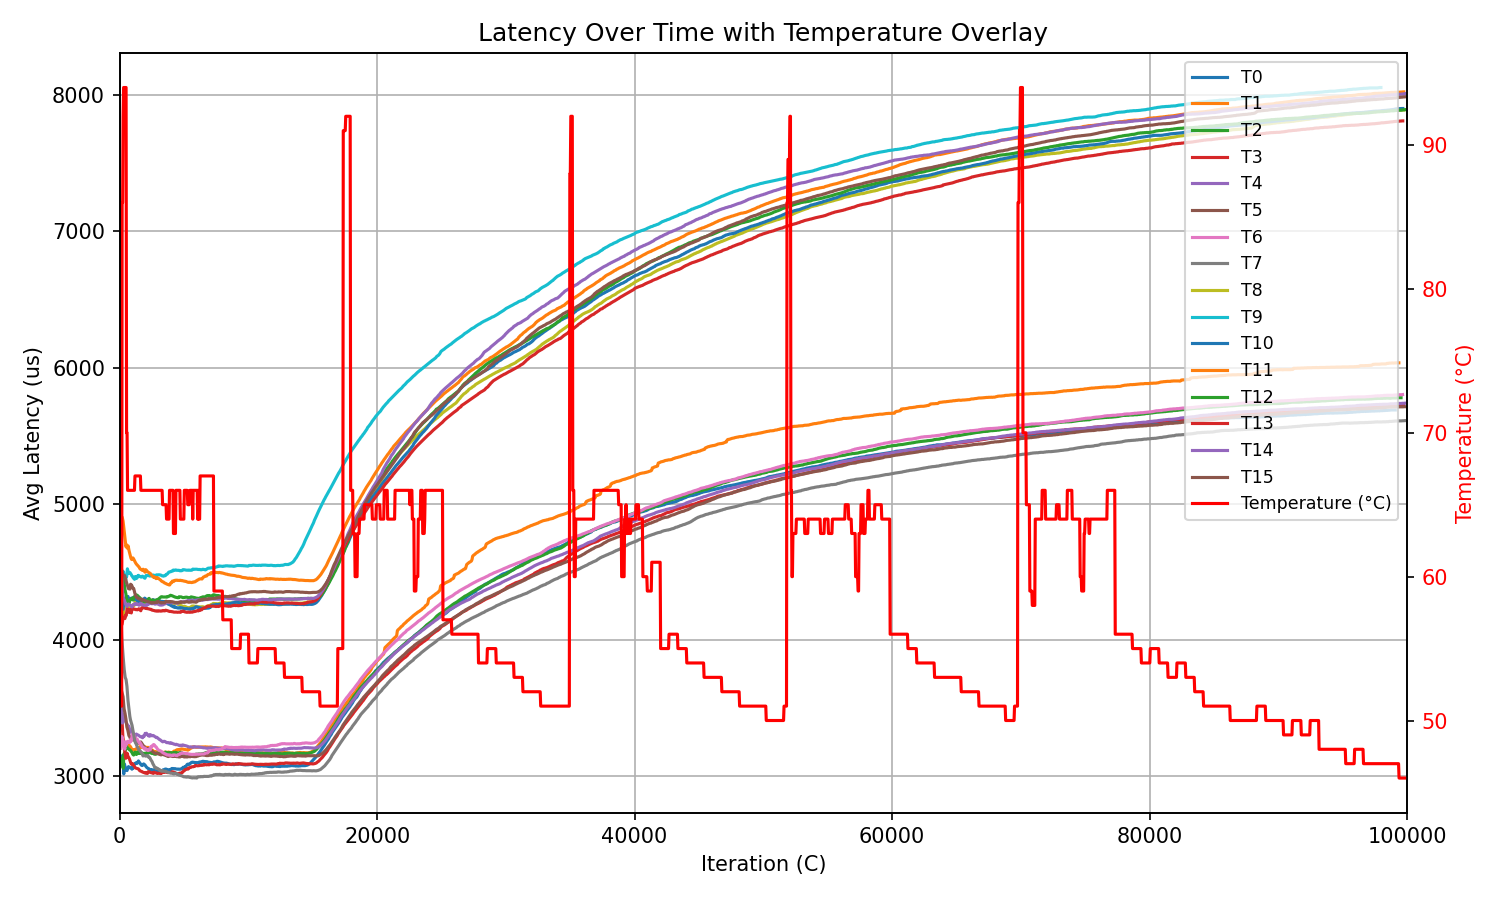 Latency Over Time with Temperature Overlay
Avg Latency (us)
8000
7000
6000
5000
4000
3000
0
20000
40000
60000
80000
100000
Iteration (C)
90
80
70
60
50
Temperature (°C)
T0
T1
T2
T3
T4
T5
T6
T7
T8
T9
T10
T11
T12
T13
T14
T15
Temperature (°C)